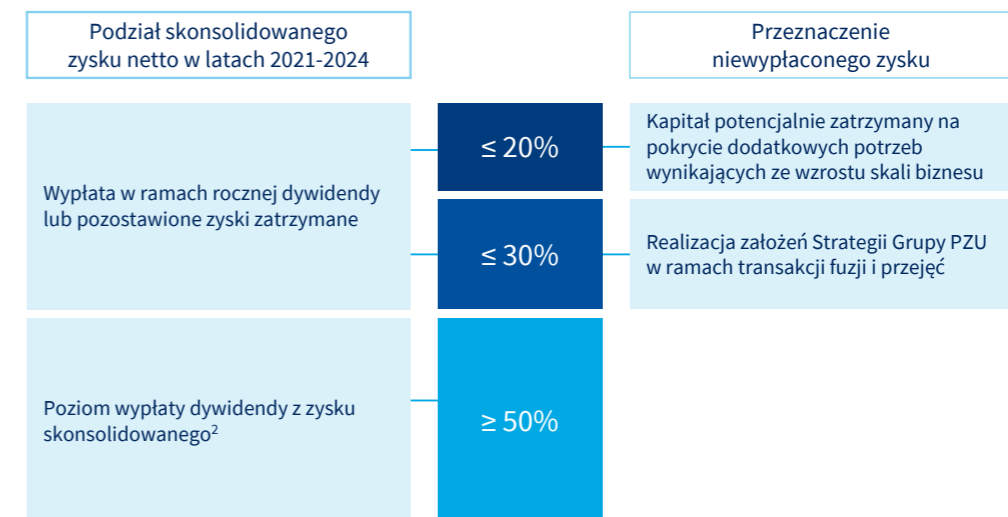 Podział skonsolidowanego
zysku netto w latach 2021-2024
Przeznaczenie
niewypłaconego zysku
Wypłata w ramach rocznej dywidendy
lub pozostawione zyski zatrzymane
≤ 20%
Kapitał potencjalnie zatrzymany na
pokrycie dodatkowych potrzeb
wynikających ze wzrostu skali biznesu
≤ 30%
Realizacja założeń Strategii Grupy PZU
w ramach transakcji fuzji i przejęć
Poziom wypłaty dywidendy z zysku
skonsolidowanego²
≥ 50%